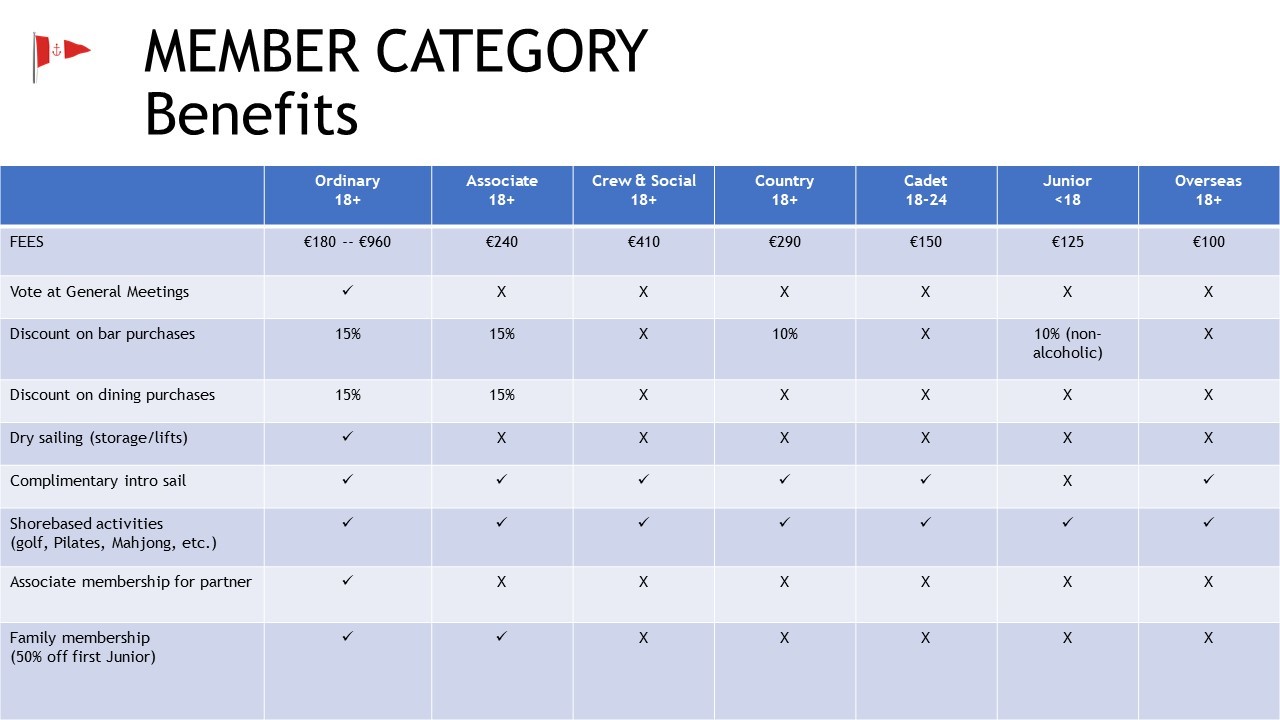 MEMBER CATEGORY
Benefits
Ordinary Associate Crew & Social Country Cadet Junior Overseas
18+ 18+ 18+ 18+ 18-24 <18 18+
FEES €180 -- €960 €240 €410 €290 €150 €125 €100
Vote at General Meetings ✓ X X X X X X
Discount on bar purchases 15% 15% X 10% X 10% (non-
alcoholic) X
Discount on dining purchases 15% 15% X X X X X
Dry sailing (storage/lifts) ✓ X X X X X X
Complimentary intro sail ✓ ✓ ✓ ✓ ✓ X ✓
Shorebased activities ✓ ✓ ✓ ✓ ✓ ✓ ✓
(golf, Pilates, Mahjong, etc.)
Associate membership for partner ✓ X X X X X X
Family membership ✓ ✓ X X X X X
(50% off first Junior)